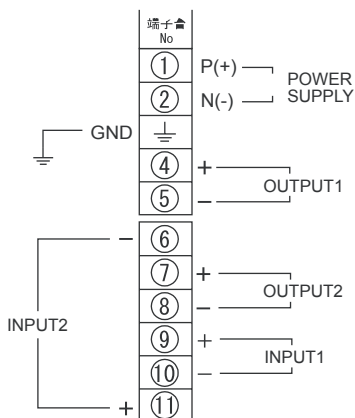 端子台
No
① P(+)
② N(-)
POWER
SUPPLY
GND
④ +
⑤ −
OUTPUT1
⑥ −
⑦ +
⑧ −
OUTPUT2
⑨ +
⑩ −
INPUT1
INPUT2
⑪ +